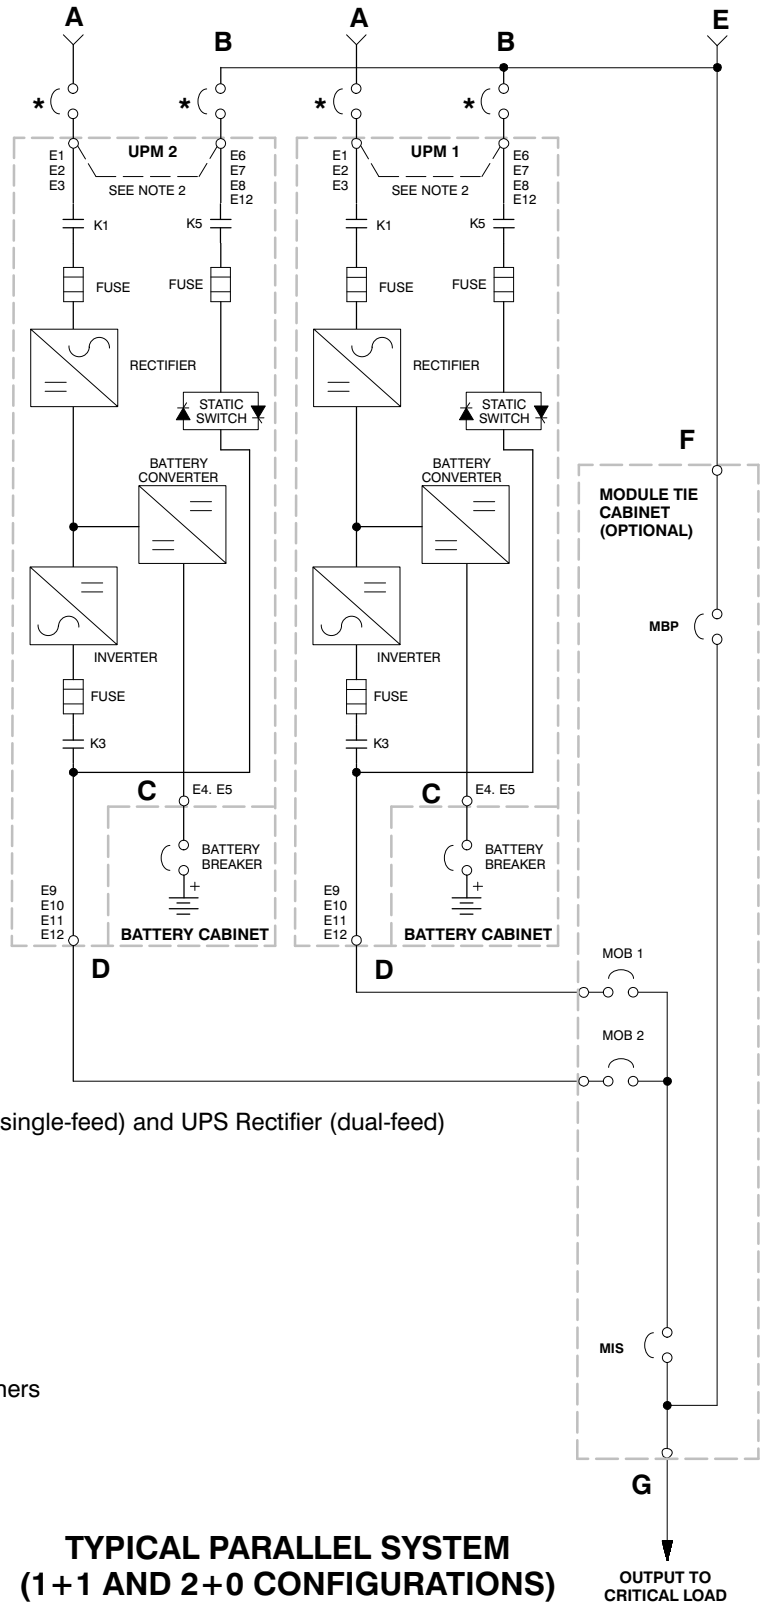 A
B
A
B
E
*
*
*
*
UPM 2
E1
E2
E3
E6
E7
E8
E12
SEE NOTE 2
K1
K5
FUSE
FUSE
RECTIFIER
STATIC
SWITCH
BATTERY
CONVERTER
INVERTER
FUSE
K3
C
E4. E5
BATTERY
BREAKER
+
E9
E10
E11
E12
BATTERY CABINET
D
UPM 1
E1
E2
E3
E6
E7
E8
E12
SEE NOTE 2
K1
K5
FUSE
FUSE
RECTIFIER
STATIC
SWITCH
BATTERY
CONVERTER
INVERTER
FUSE
K3
C
E4. E5
BATTERY
BREAKER
+
E9
E10
E11
E12
BATTERY CABINET
D
F
MODULE TIE
CABINET
(OPTIONAL)
MBP
MOB 1
MOB 2
single-feed) and UPS Rectifier (dual-feed)
MIS
ners
G
TYPICAL PARALLEL SYSTEM
(1+1 AND 2+0 CONFIGURATIONS)
OUTPUT TO
CRITICAL LOAD